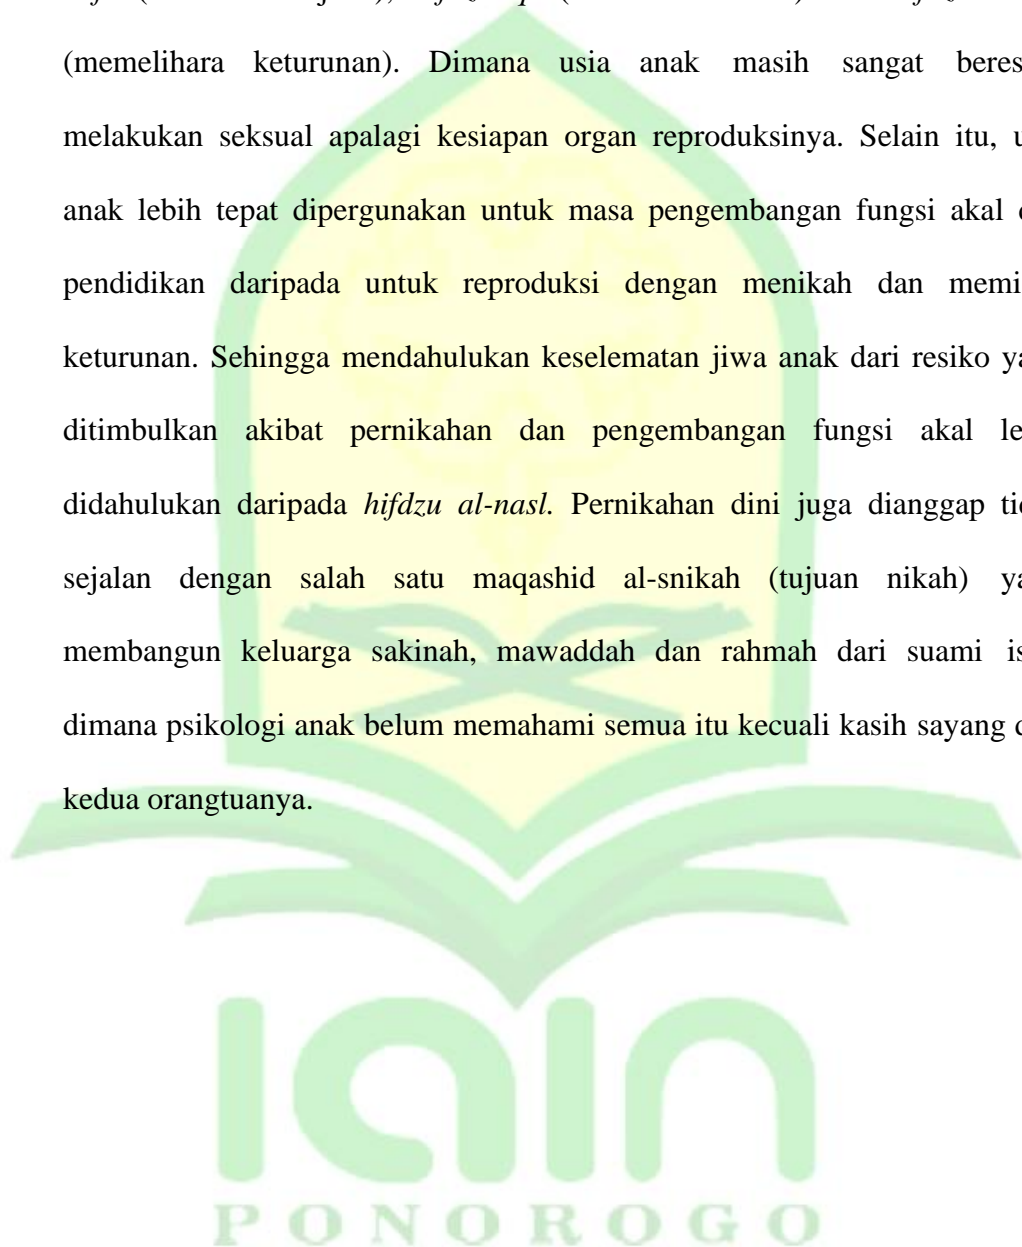 (memelihara keturunan). Dimana usia anak masih sangat beres
melakukan seksual apalagi kesiapan organ reproduksinya. Selain itu, u
anak lebih tepat dipergunakan untuk masa pengembangan fungsi akal
pendidikan daripada untuk reproduksi dengan menikah dan memi
keturunan. Sehingga mendahulukan keselematan jiwa anak dari resiko ya
ditimbulkan akibat pernikahan dan pengembangan fungsi akal le
didahulukan daripada hifdzu al-nasl. Pernikahan dini juga dianggap tid
sejalan dengan salah satu maqashid al-snikah (tujuan nikah) ya
membangun keluarga sakinah, mawaddah dan rahmah dari suami is
dimana psikologi anak belum memahami semua itu kecuali kasih sayang d
kedua orangtuanya.
IAIN
PONOROGO